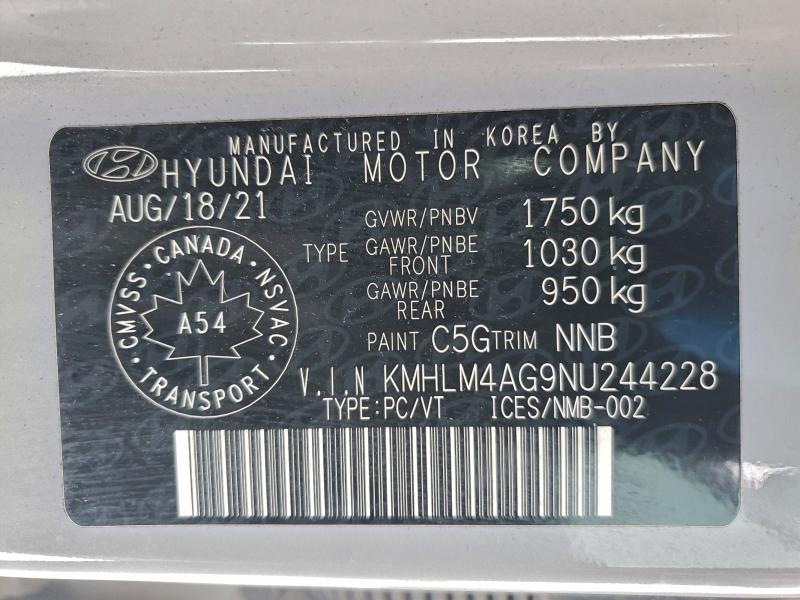 MANUFACTURED IN KOREA BY
HYUNDAI MOTOR COMPANY
AUG/18/21
GVWR/PNBV 1750 kg
TYPE GAWR/PNBE FRONT 1030 kg
GAWR/PNBE REAR 950 kg
PAINT C5G TRIM NNB
V.I.N KMHLM4AG9NU244228
TYPE:PC/VT ICES/NMB-002
CMVSS · CANADA · NSVAC · TRANSPORT ·
A54